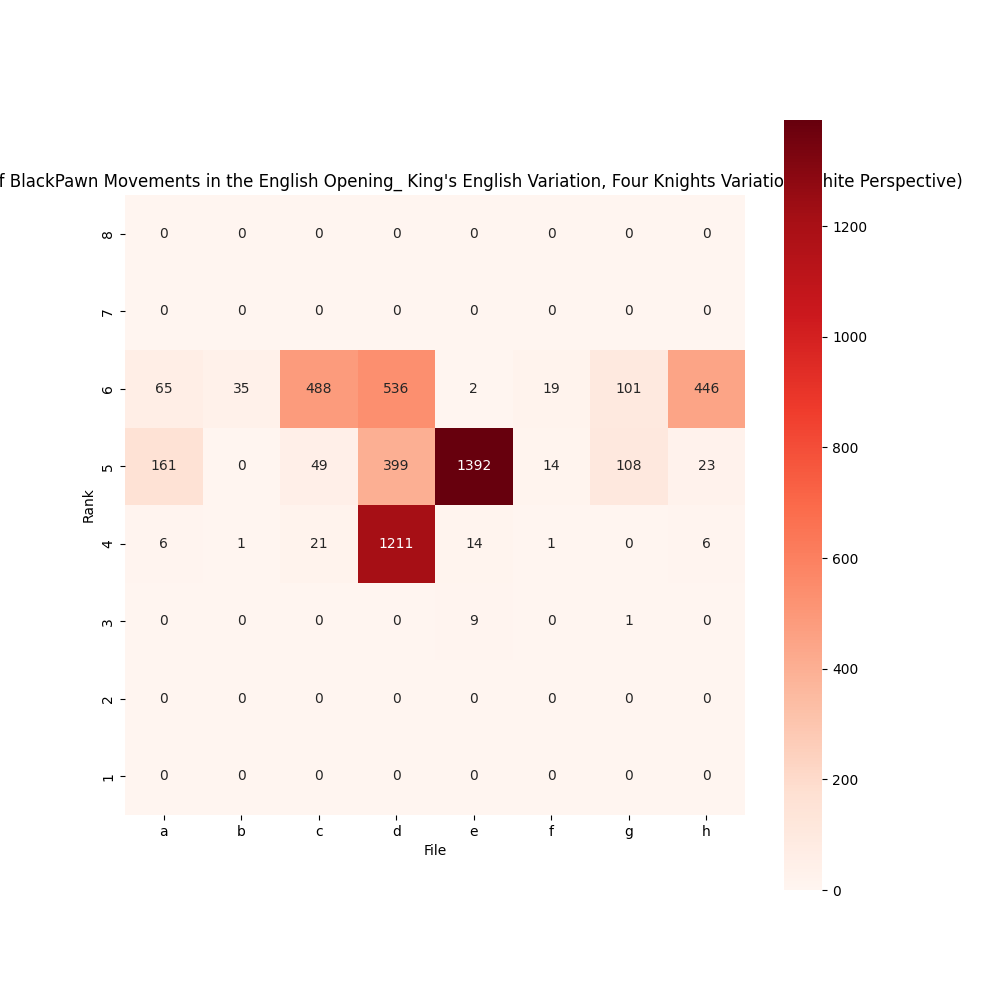 f BlackPawn Movements in the English Opening_ King's English Variation, Four Knights Variatio hite Perspective)
8 0 0 0 0 0 0 0 0
7 0 0 0 0 0 0 0 0
6 65 35 488 536 2 19 101 446
5 161 0 49 399 1392 14 108 23
4 6 1 21 1211 14 1 0 6
3 0 0 0 0 9 0 1 0
2 0 0 0 0 0 0 0 0
1 0 0 0 0 0 0 0 0
a b c d e f g h
Rank
File
1200
1000
800
600
400
200
0